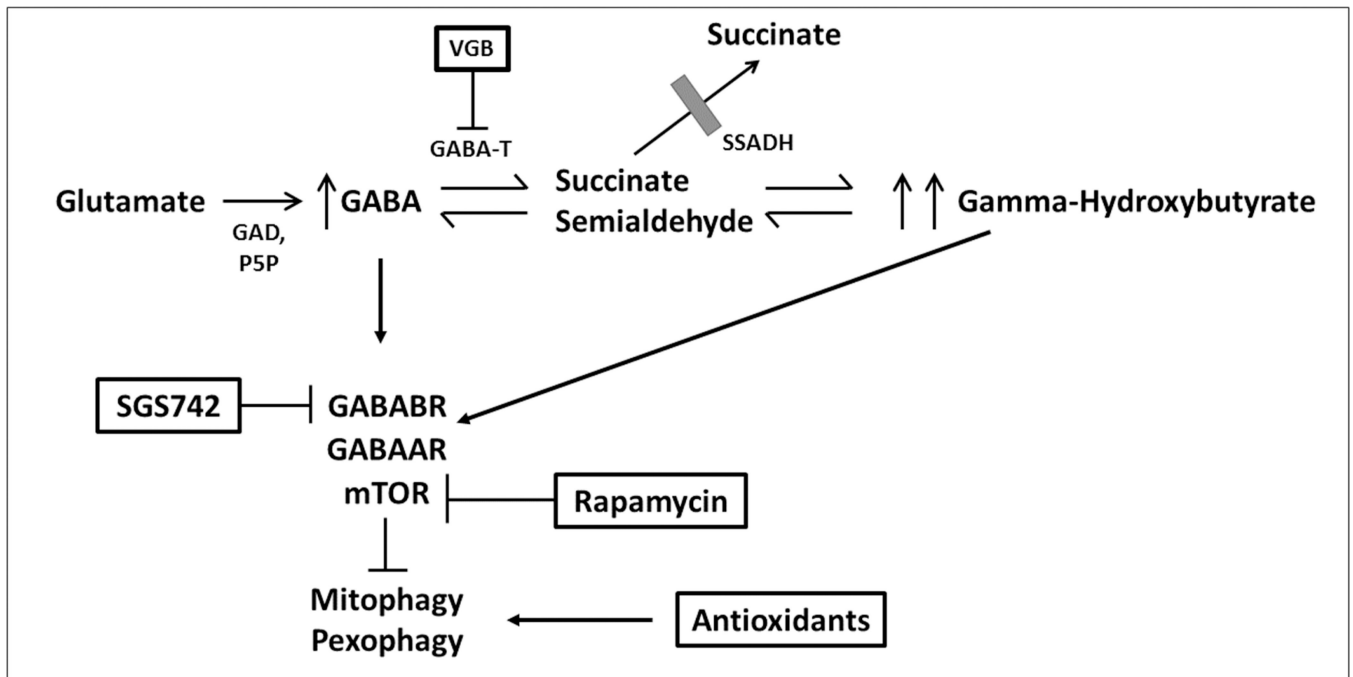 VGB
Succinate
GABA-T
SSADH
Glutamate
GAD,
P5P
GABA
Succinate
Semialdehyde
Gamma-Hydroxybutyrate
SGS742
GABABR
GABAAR
mTOR
Rapamycin
Mitophagy
Pexophagy
Antioxidants